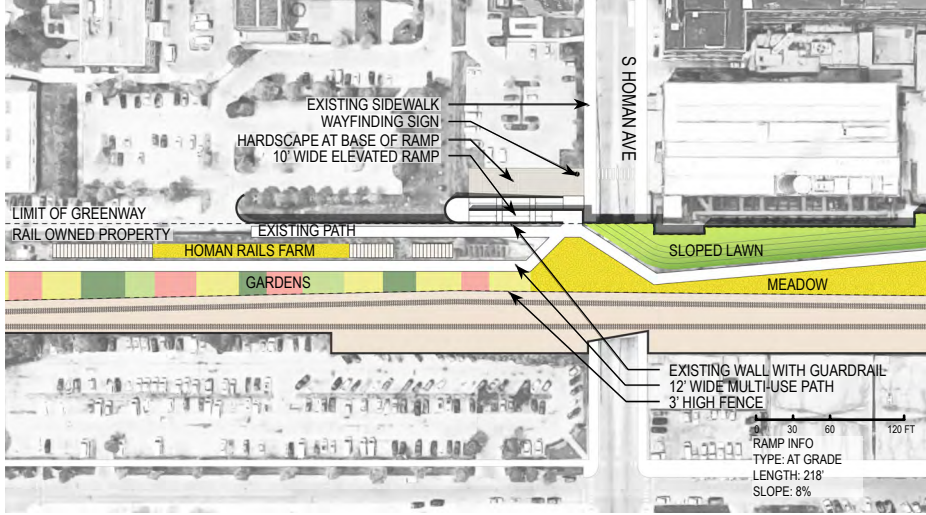 S HOMAN AVE
EXISTING SIDEWALK
WAYFINDING SIGN
HARDSCAPE AT BASE OF RAMP
10' WIDE ELEVATED RAMP
LIMIT OF GREENWAY
RAIL OWNED PROPERTY
EXISTING PATH
HOMAN RAILS FARM
SLOPED LAWN
GARDENS
MEADOW
EXISTING WALL WITH GUARDRAIL
12' WIDE MULTI-USE PATH
3' HIGH FENCE
0 30 60 120 FT
RAMP INFO
TYPE: AT GRADE
LENGTH: 218'
SLOPE: 8%